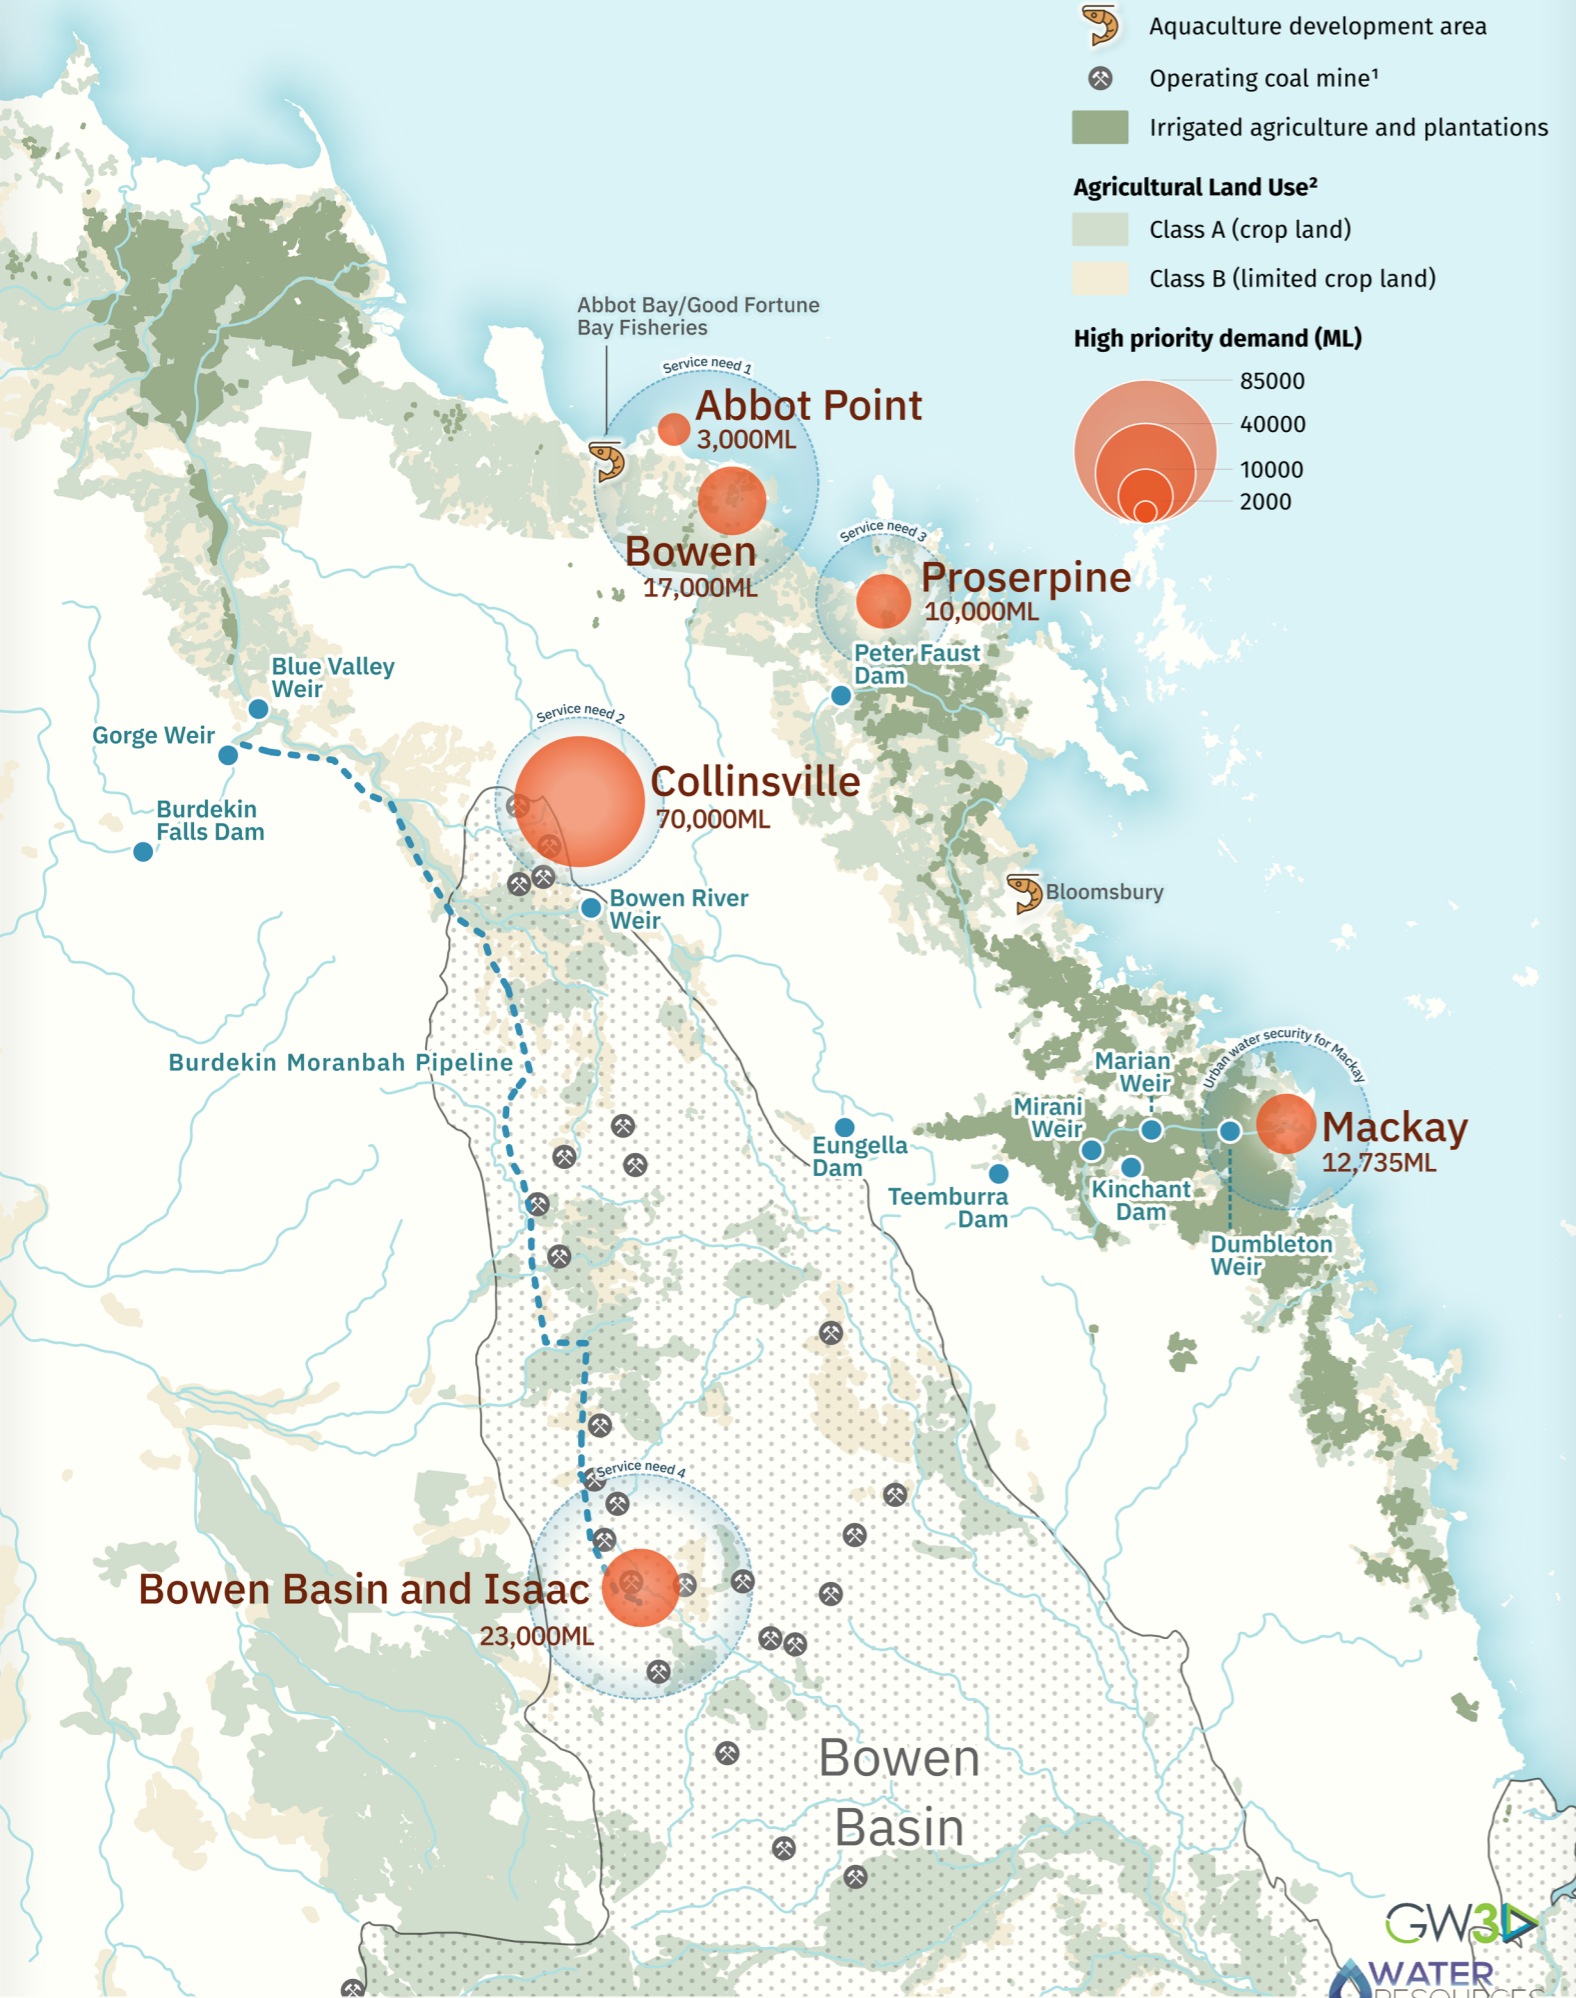 Aquaculture development area
Operating coal mine¹
Irrigated agriculture and plantations
Agricultural Land Use²
Class A (crop land)
Class B (limited crop land)
High priority demand (ML)
85000
40000
10000
2000
Abbot Bay/Good Fortune
Bay Fisheries
Service need 1
Abbot Point
3,000ML
Bowen
17,000ML
Service need 3
Proserpine
10,000ML
Peter Faust
Dam
Blue Valley
Weir
Gorge Weir
Burdekin
Falls Dam
Service need 2
Collinsville
70,000ML
Bowen River
Weir
Bloomsbury
Burdekin Moranbah Pipeline
Urban water security for Mackay
Marian
Weir
Mirani
Weir
Mackay
12,735ML
Eungella
Dam
Teemburra
Dam
Kinchant
Dam
Dumbleton
Weir
Service need 4
Bowen Basin and Isaac
23,000ML
Bowen
Basin
GW3
WATER
RESOURCES